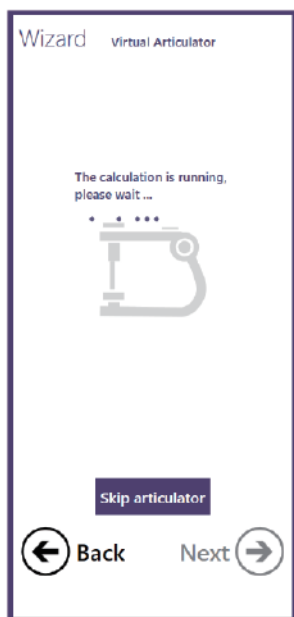 Wizard Virtual Articulator
The calculation is running,
please wait ...
Skip articulator
Back Next